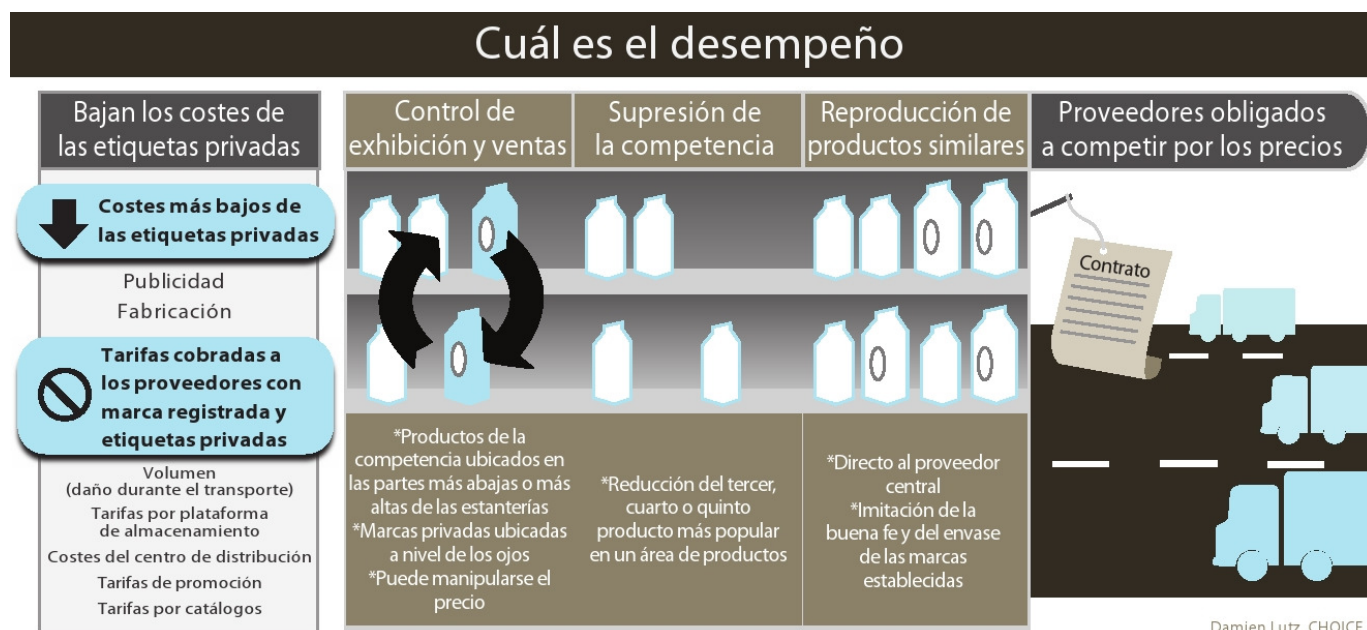 Cuál es el desempeño
Bajan los costes de
las etiquetas privadas
Costes más bajos de
las etiquetas privadas
Publicidad
Fabricación
Tarifas cobradas a
los proveedores con
marca registrada y
etiquetas privadas
Volumen
(daño durante el transporte)
Tarifas por plataforma
de almacenamiento
Costes del centro de distribución
Tarifas de promoción
Tarifas por catálogos
Control de
exhibición y ventas
*Productos de la
competencia ubicados en
las partes más abajas o más
altas de las estanterías
*Marcas privadas ubicadas
a nivel de los ojos
*Puede manipularse el
precio
Supresión de
la competencia
*Reducción del tercer,
cuarto o quinto
producto más popular
en un área de productos
Reproducción de
productos similares
*Directo al proveedor
central
*Imitación de la
buena fe y del envase
de las marcas
establecidas
Proveedores obligados
a competir por los precios
Contrato
Damien Lutz, CHOICE